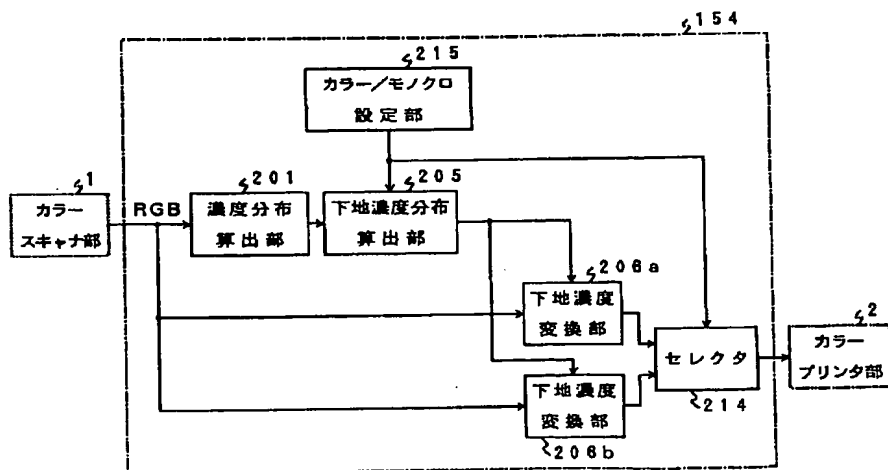 154
215
カラー／モノクロ
設定部
1
カラー
スキャナ部
RGB
201
濃度分布
算出部
205
下地濃度分布
算出部
206a
下地濃度
変換部
セレクタ
214
2
カラー
プリンタ部
下地濃度
変換部
206b